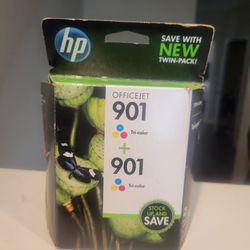 hp
SAVE WITH
NEW
TWIN-PACK!
OFFICEJET
901
Tri-color
+
901
Tri-color
STOCK
UP, AND
SAVE